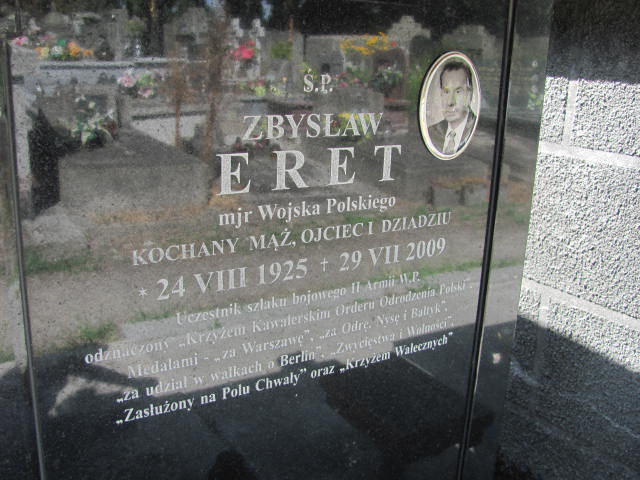 Ś.P.
ZBYSŁAW
ERET
mjr Wojska Polskiego
KOCHANY MĄŻ, OJCIEC I DZIADZIU
* 24 VIII 1925 + 29 VII 2009
Uczestnik szlaku bojowego II Armii W.P.
odznaczony „Krzyżem Kawalerskim Orderu Odrodzenia Polski",
Medalami - „za Warszawę", „za Odrę, Nysę i Bałtyk",
„za udział w walkach o Berlin", „Zwycięstwa i Wolności",
„Zasłużony na Polu Chwały" oraz „Krzyżem Walecznych"